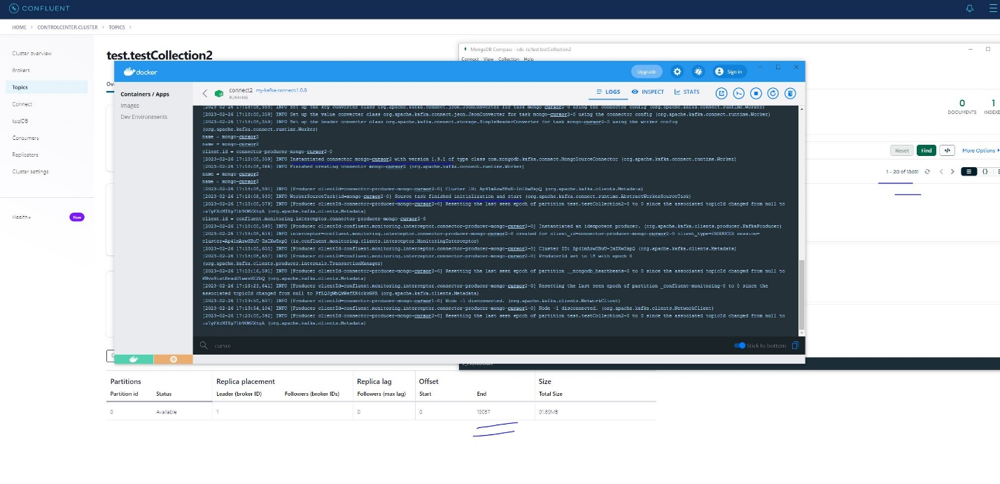 CONFLUENT
HOME > CONTROLCENTER.CLUSTER > TOPICS >
Cluster overview
Brokers
Topics
Connect
ksqlDB
Consumers
Replicators
Cluster settings
Health+ New
test.testCollection2
MongoDB Compass - cdc-rs/test.testCollection2
Connect View Collection Help
docker
Upgrade
Sign in
Containers / Apps
Images
Dev Environments
connect2 my-kafka-connect:1.0.0
RUNNING
LOGS INSPECT STATS
[2023-02-26 17:18:08,359] INFO Set up the key converter class org.apache.kafka.connect.json.JsonConverter for task mongo-cursor2-0 using the connector config (org.apache.kafka.connect.runtime.Worker)
[2023-02-26 17:18:08,359] INFO Set up the value converter class org.apache.kafka.connect.json.JsonConverter for task mongo-cursor2-0 using the connector config (org.apache.kafka.connect.runtime.Worker)
[2023-02-26 17:18:08,359] INFO Set up the header converter class org.apache.kafka.connect.storage.SimpleHeaderConverter for task mongo-cursor2-0 using the worker config
(org.apache.kafka.connect.runtime.Worker)
name = mongo-cursor2
name = mongo-cursor2
client.id = connector-producer-mongo-cursor2-0
[2023-02-26 17:18:08,359] INFO Instantiated connector mongo-cursor2 with version 1.9.1 of type class com.mongodb.kafka.connect.MongoSourceConnector (org.apache.kafka.connect.runtime.Worker)
[2023-02-26 17:18:08,366] INFO Finished creating connector mongo-cursor2 (org.apache.kafka.connect.runtime.Worker)
name = mongo-cursor2
name = mongo-cursor2
[2023-02-26 17:18:08,391] INFO [Producer clientId=connector-producer-mongo-cursor2-0] Cluster ID: (org.apache.kafka.clients.Metadata)
[2023-02-26 17:18:08,539] INFO WorkerSourceTask{id=mongo-cursor2-0} Source task finished initialization and start (org.apache.kafka.connect.runtime.AbstractWorkerSourceTask)
[2023-02-26 17:18:08,579] INFO [Producer clientId=connector-producer-mongo-cursor2-0] Resetting the last seen epoch of partition test.testCollection2-0 to 0 since the associated topicId changed from null to
(org.apache.kafka.clients.Metadata)
client.id = confluent.monitoring.interceptor.connector-producer-mongo-cursor2-0
[2023-02-26 17:18:08,598] INFO [Producer clientId=confluent.monitoring.interceptor.connector-producer-mongo-cursor2-0] Instantiated an idempotent producer. (org.apache.kafka.clients.producer.KafkaProducer)
[2023-02-26 17:18:08,614] INFO interceptor=confluent.monitoring.interceptor.connector-producer-mongo-cursor2-0 created for client_id=connector-producer-mongo-cursor2-0 client_type=PRODUCER session=
(io.confluent.monitoring.clients.interceptor.MonitoringInterceptor)
[2023-02-26 17:18:08,655] INFO [Producer clientId=confluent.monitoring.interceptor.connector-producer-mongo-cursor2-0] Cluster ID: (org.apache.kafka.clients.Metadata)
[2023-02-26 17:18:08,657] INFO [Producer clientId=confluent.monitoring.interceptor.connector-producer-mongo-cursor2-0] ProducerId set to 18 with epoch 0
(org.apache.kafka.clients.producer.internals.TransactionManager)
[2023-02-26 17:18:16,591] INFO [Producer clientId=connector-producer-mongo-cursor2-0] Resetting the last seen epoch of partition __mongodb_heartbeats-0 to 0 since the associated topicId changed from null to
(org.apache.kafka.clients.Metadata)
[2023-02-26 17:18:23,641] INFO [Producer clientId=confluent.monitoring.interceptor.connector-producer-mongo-cursor2-0] Resetting the last seen epoch of partition _confluent-monitoring-0 to 0 since the
associated topicId changed from null to (org.apache.kafka.clients.Metadata)
[2023-02-26 17:19:50,607] INFO [Producer clientId=connector-producer-mongo-cursor1-0] Node -1 disconnected. (org.apache.kafka.clients.NetworkClient)
[2023-02-26 17:19:54,104] INFO [Producer clientId=confluent.monitoring.interceptor.connector-producer-mongo-cursor1-0] Node -1 disconnected. (org.apache.kafka.clients.NetworkClient)
[2023-02-26 17:23:05,392] INFO [Producer clientId=connector-producer-mongo-cursor2-0] Resetting the last seen epoch of partition test.testCollection2-0 to 0 since the associated topicId changed from null to
(org.apache.kafka.clients.Metadata)
cursor
Stick to bottom
0 1
DOCUMENTS INDEXE
Reset Find </> More Options
1 - 20 of 18681
{}
Partitions Replica placement Replica lag Offset Size
Partition id Status Leader (broker ID) Followers (broker IDs) Followers (max lag) Start End Total Size
0 Available 1 0 0 19057 91.89MB